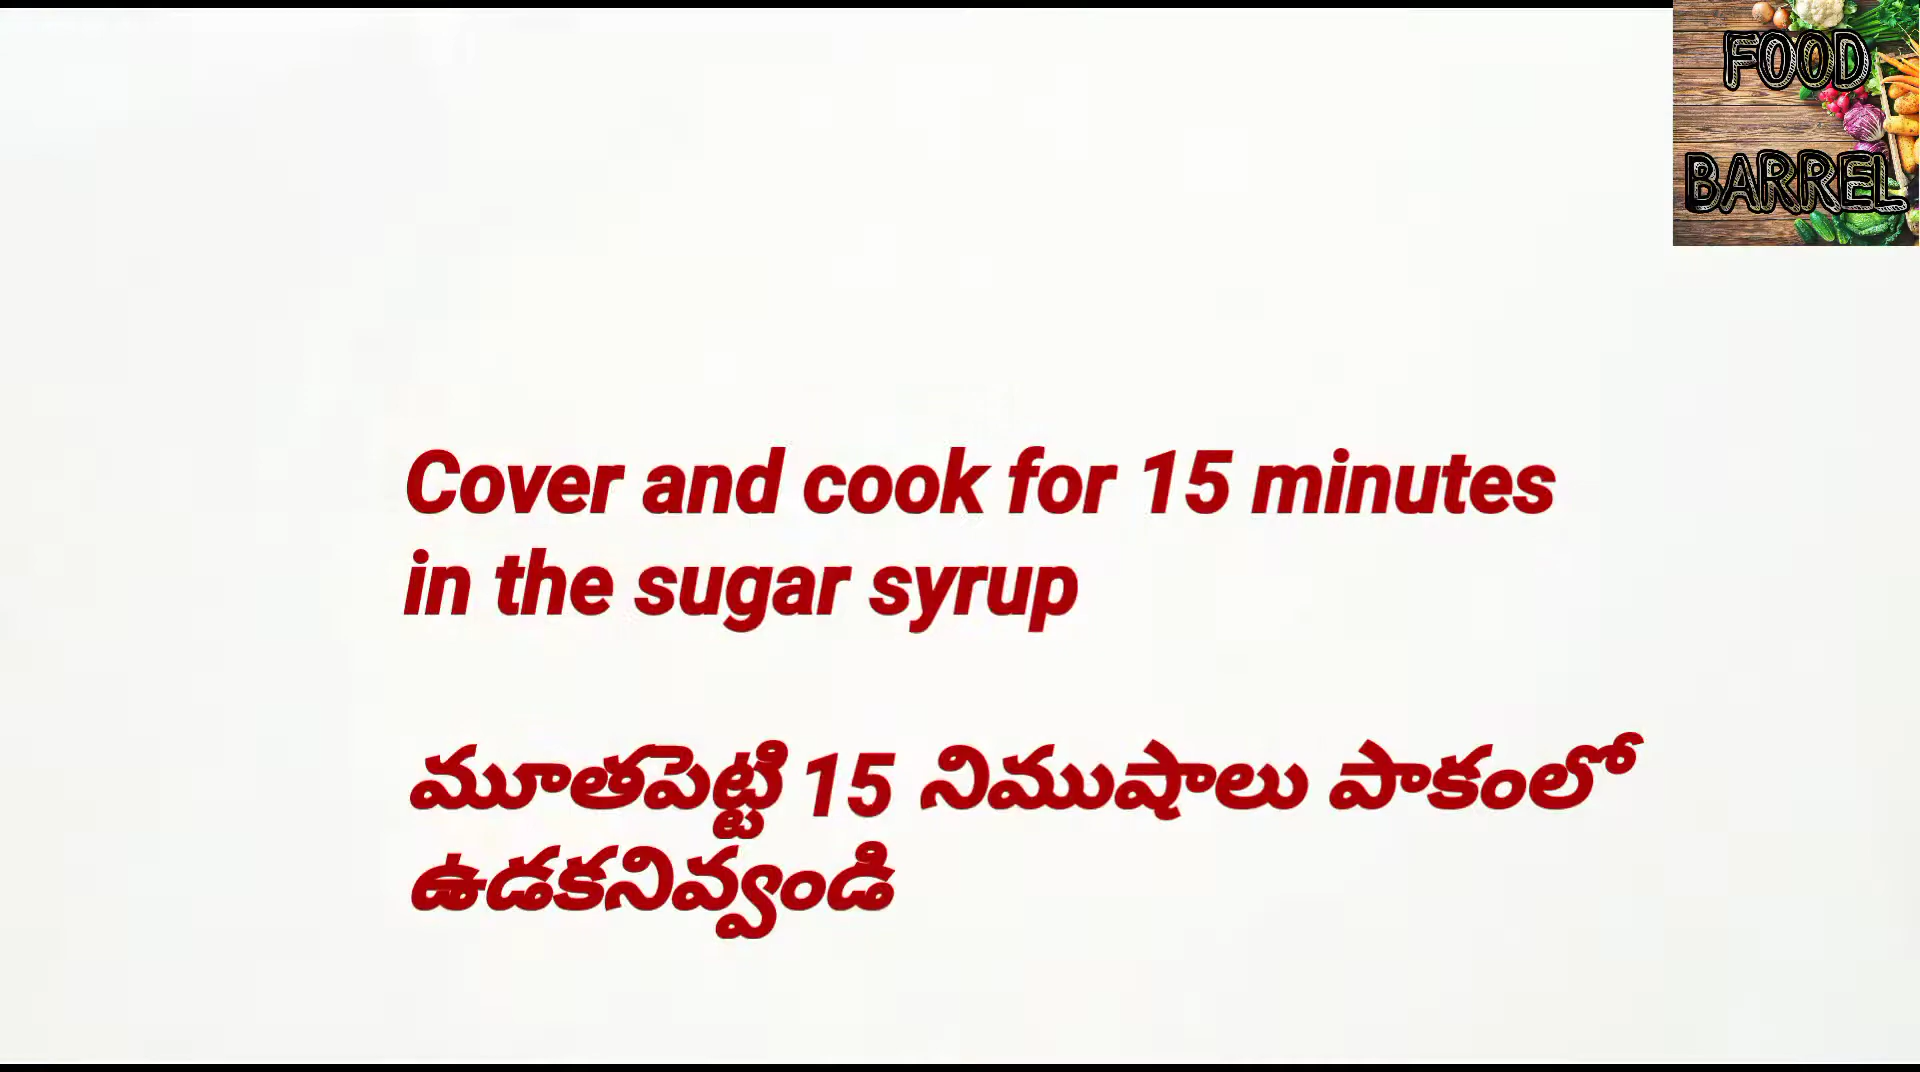 FOOD
BARREL
Cover and cook for 15 minutes
in the sugar syrup
మూతపెట్టి 15 నిముషాలు పాకంలో
ఉడకనివ్వండి